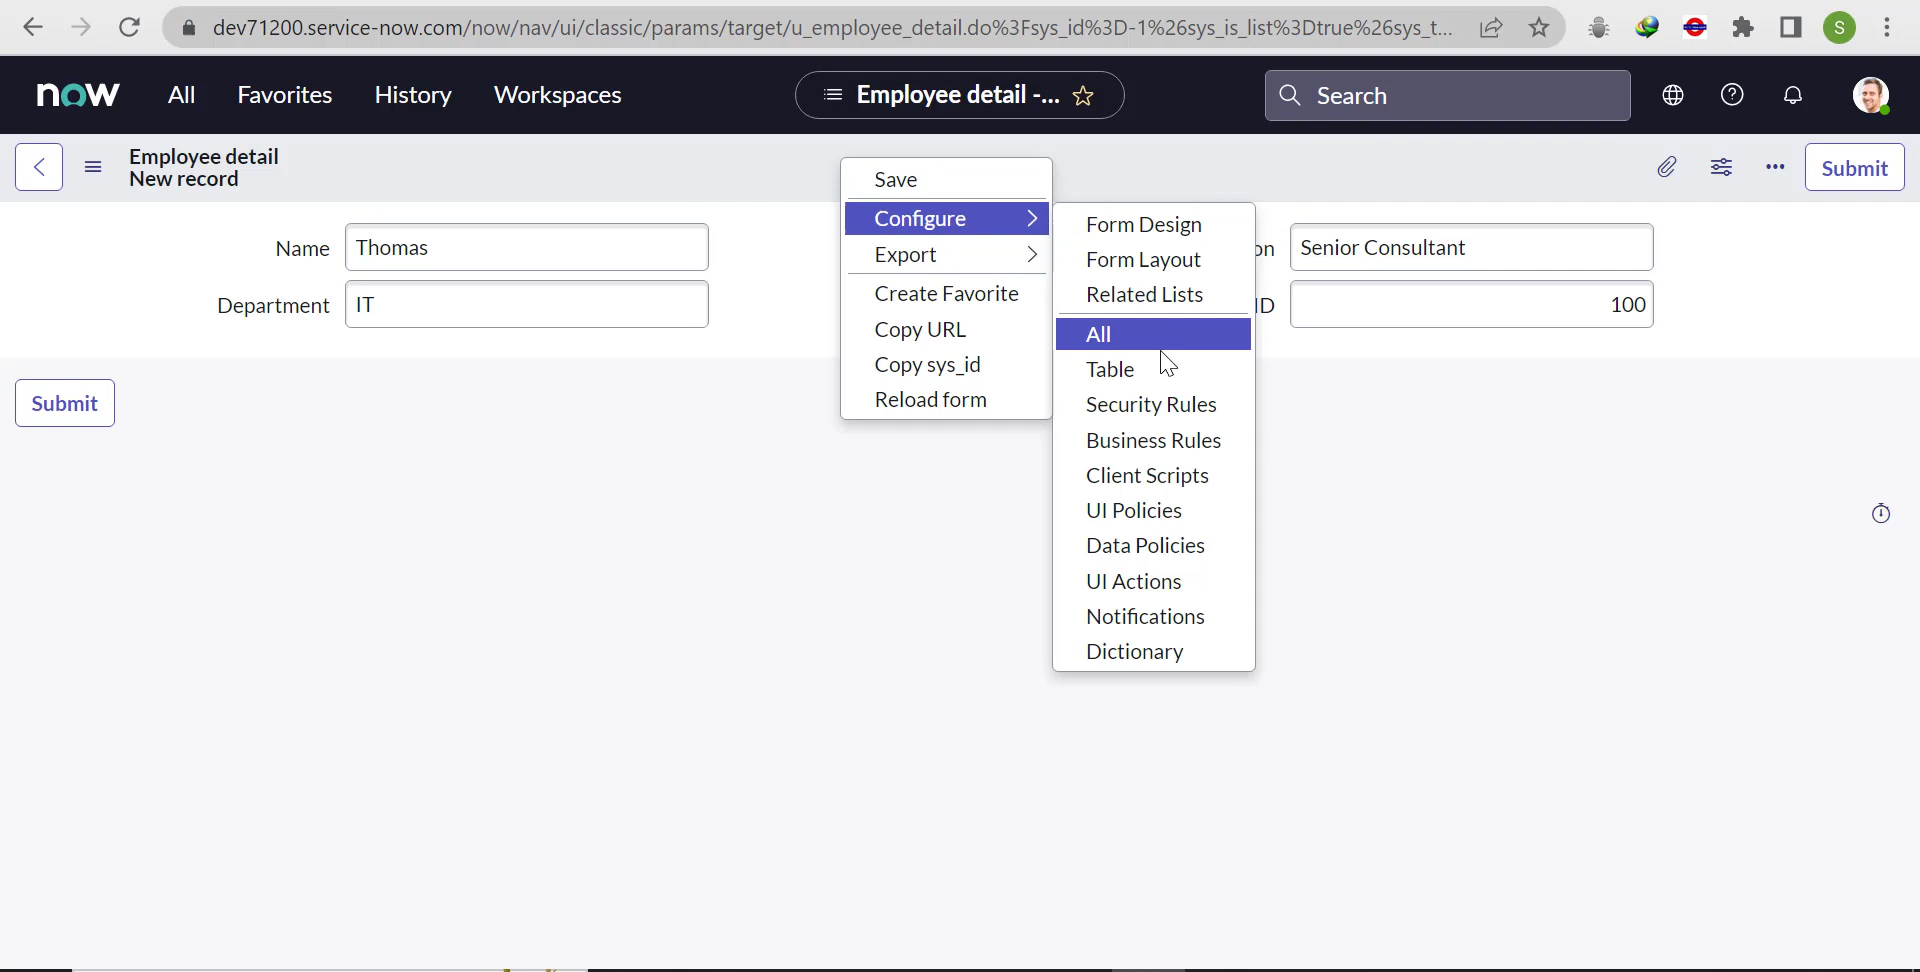 dev71200.service-now.com/now/nav/ui/classic/params/target/u_employee_detail.do%3Fsys_id%3D-1%26sys_is_list%3Dtrue%26sys_t...
S
now
All
Favorites
History
Workspaces
Employee detail -...
Search
Employee detail
New record
Submit
Name
Thomas
on
Senior Consultant
Department
IT
ID
100
Submit
Save
Configure
Export
Create Favorite
Copy URL
Copy sys_id
Reload form
Form Design
Form Layout
Related Lists
All
Table
Security Rules
Business Rules
Client Scripts
UI Policies
Data Policies
UI Actions
Notifications
Dictionary